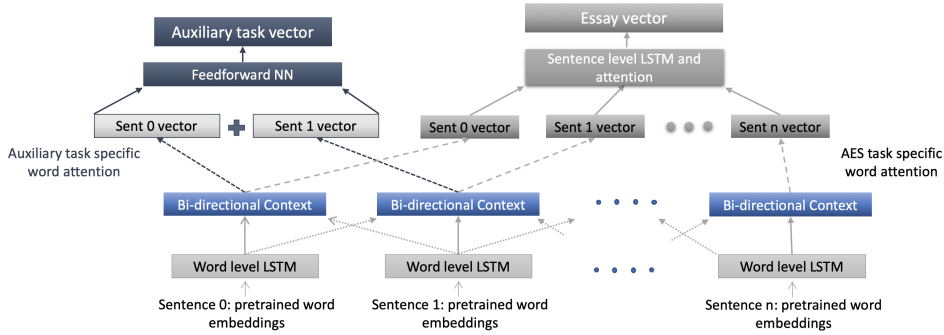 Auxiliary task vector
Essay vector
Feedforward NN
Sentence level LSTM and
attention
Sent 0 vector
Sent 1 vector
Sent 0 vector
Sent 1 vector
Sent n vector
Auxiliary task specific
word attention
AES task specific
word attention
Bi-directional Context
Bi-directional Context
Bi-directional Context
Word level LSTM
Word level LSTM
Word level LSTM
Sentence 0: pretrained word
embeddings
Sentence 1: pretrained word
embeddings
Sentence n: pretrained word
embeddings